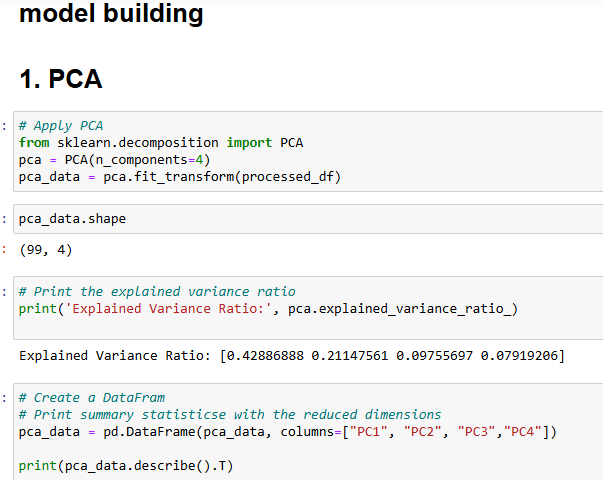 model building
1. PCA
: # Apply PCA
from sklearn.decomposition import PCA
pca = PCA(n_components=4)
pca_data = pca.fit_transform(processed_df)
: pca_data.shape
: (99, 4)
: # Print the explained variance ratio
print('Explained Variance Ratio:', pca.explained_variance_ratio_)
Explained Variance Ratio: [0.42886888 0.21147561 0.09755697 0.07919206]
: # Create a DataFram
# Print summary statisticse with the reduced dimensions
pca_data = pd.DataFrame(pca_data, columns=["PC1", "PC2", "PC3","PC4"])
print(pca_data.describe().T)